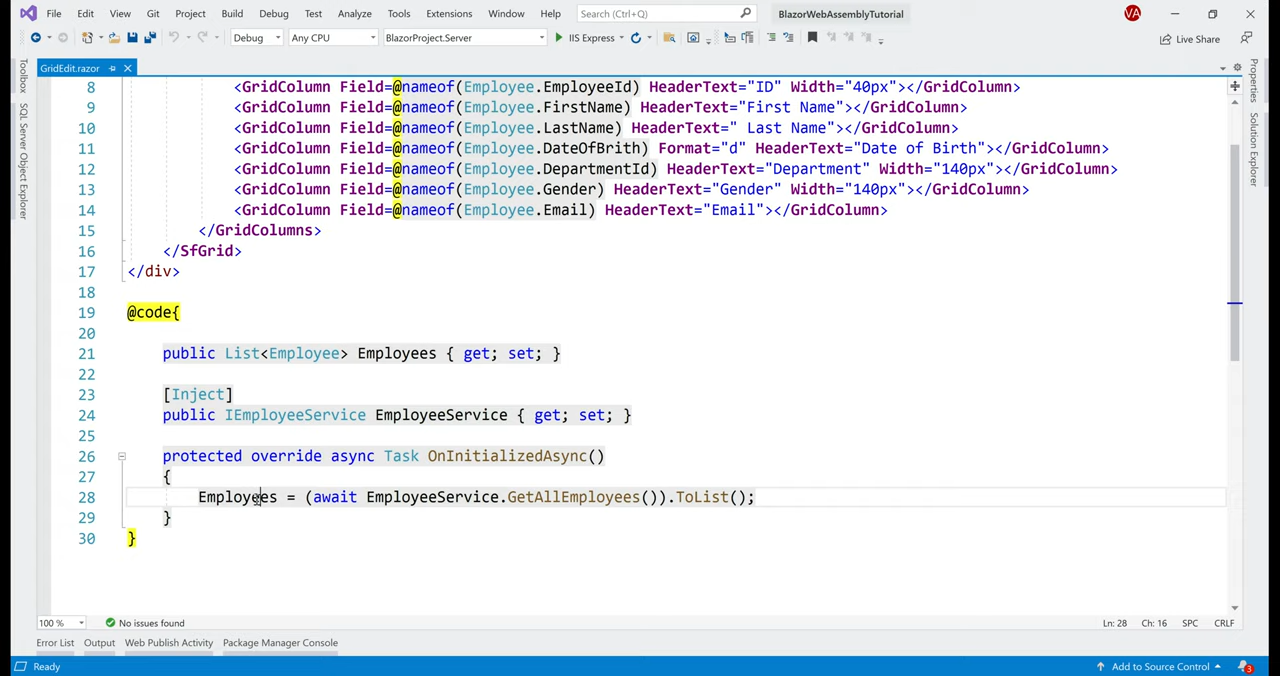 File Edit View Git Project Build Debug Test Analyze Tools Extensions Window Help Search (Ctrl+Q) BlazorWebAssemblyTutorial VA
Debug Any CPU BlazorProject.Server IIS Express Live Share
GridEdit.razor
Toolbox
SQL Server Object Explorer
Properties
Solution Explorer
8 <GridColumn Field=@nameof(Employee.EmployeeId) HeaderText="ID" Width="40px"></GridColumn>
9 <GridColumn Field=@nameof(Employee.FirstName) HeaderText="First Name"></GridColumn>
10 <GridColumn Field=@nameof(Employee.LastName) HeaderText=" Last Name"></GridColumn>
11 <GridColumn Field=@nameof(Employee.DateOfBrith) Format="d" HeaderText="Date of Birth"></GridColumn>
12 <GridColumn Field=@nameof(Employee.DepartmentId) HeaderText="Department" Width="140px"></GridColumn>
13 <GridColumn Field=@nameof(Employee.Gender) HeaderText="Gender" Width="140px"></GridColumn>
14 <GridColumn Field=@nameof(Employee.Email) HeaderText="Email"></GridColumn>
15 </GridColumns>
16 </SfGrid>
17 </div>
18
19 @code{
20
21 public List<Employee> Employees { get; set; }
22
23 [Inject]
24 public IEmployeeService EmployeeService { get; set; }
25
26 protected override async Task OnInitializedAsync()
27 {
28 Employees = (await EmployeeService.GetAllEmployees()).ToList();
29 }
30 }
100 % No issues found Ln: 28 Ch: 16 SPC CRLF
Error List Output Web Publish Activity Package Manager Console
Ready Add to Source Control 3